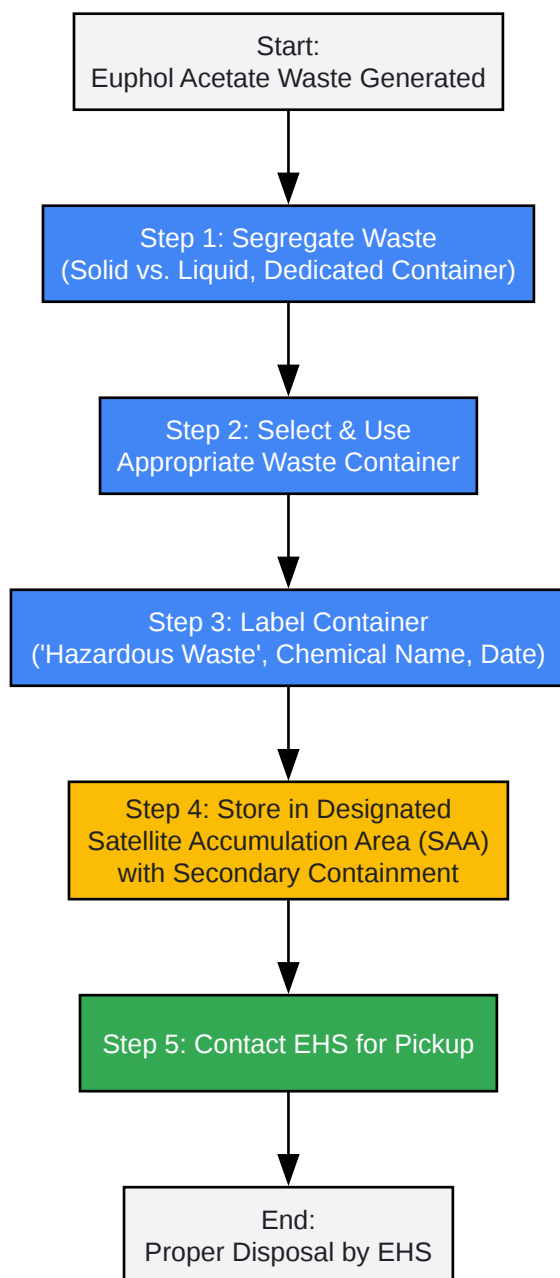 Start:
Euphol Acetate Waste Generated
Step 1: Segregate Waste
(Solid vs. Liquid, Dedicated Container)
Step 2: Select & Use
Appropriate Waste Container
Step 3: Label Container
('Hazardous Waste', Chemical Name, Date)
Step 4: Store in Designated
Satellite Accumulation Area (SAA)
with Secondary Containment
Step 5: Contact EHS for Pickup
End:
Proper Disposal by EHS